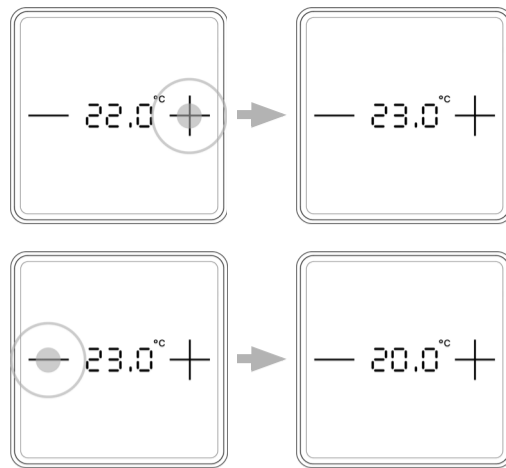 — 22.0 °C +
— 23.0 °C +
— 23.0 °C +
— 20.0 °C +